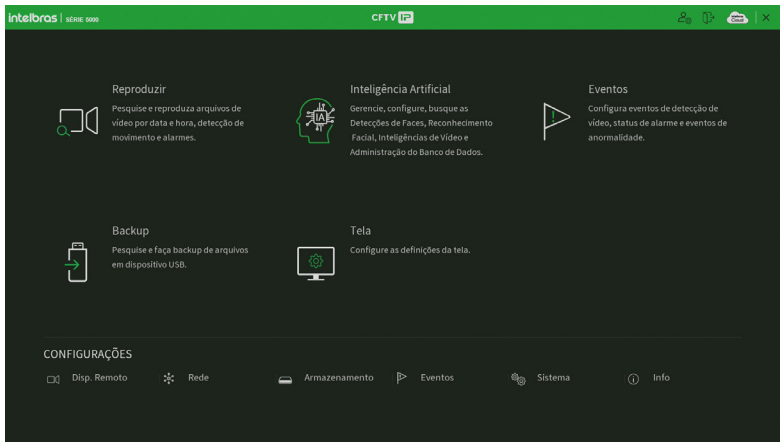 intelbras | SÉRIE 5000
CFTV IP
intelbras Cloud
Reproduzir
Pesquise e reproduza arquivos de
vídeo por data e hora, detecção de
movimento e alarmes.
IA
Inteligência Artificial
Gerencie, configure, busque as
Detecções de Faces, Reconhecimento
Facial, Inteligências de Vídeo e
Administração do Banco de Dados.
Eventos
Configura eventos de detecção de
vídeo, status de alarme e eventos de
anormalidade.
Backup
Pesquise e faça backup de arquivos
em dispositivo USB.
Tela
Configure as definições da tela.
CONFIGURAÇÕES
Disp. Remoto
Rede
Armazenamento
Eventos
Sistema
Info